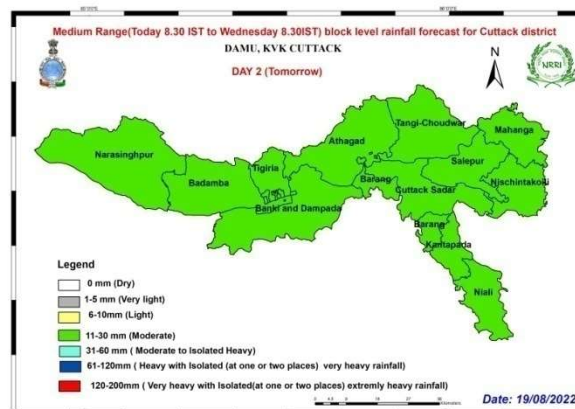 Medium Range(Today 8.30 IST to Wednesday 8.30IST) block level rainfall forecast for Cuttack district
DAMU, KVK CUTTACK
DAY 2 (Tomorrow)
N
NRRI
Tangi-Choudwar
Mahanga
Athagad
Narasinghpur
Salepur
Tigiria
Badamba
Barang
Nischintakoili
Cuttack Sadar
Banki and Dampada
Barang
Kantapada
Niali
Legend
0 mm (Dry)
1-5 mm (Very light)
6-10mm (Light)
11-30 mm (Moderate)
31-60 mm ( Moderate to Isolated Heavy)
61-120mm ( Heavy with Isolated (at one or two places) very heavy rainfall)
120-200mm ( Very heavy with Isolated(at one or two places) extremly heavy rainfall)
Date: 19/08/2022